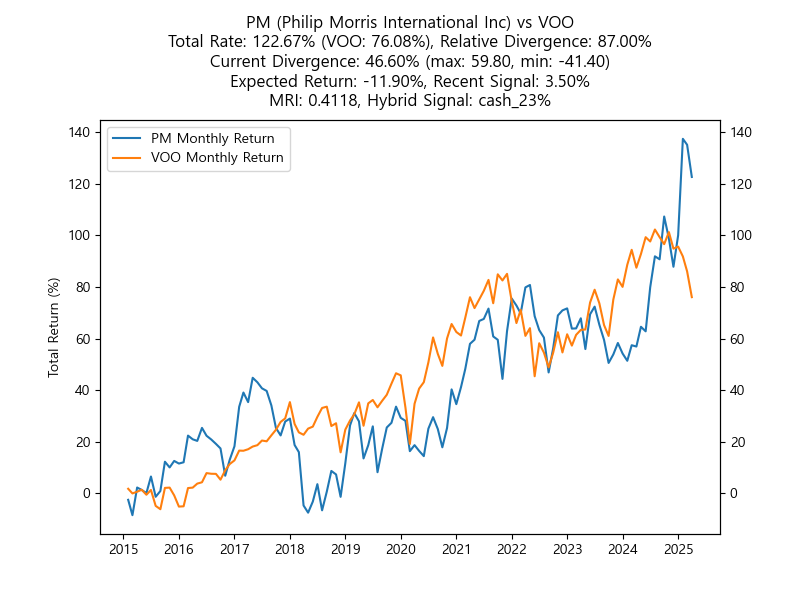 PM (Philip Morris International Inc) vs VOO
Total Rate: 122.67% (VOO: 76.08%), Relative Divergence: 87.00%
Current Divergence: 46.60% (max: 59.80, min: -41.40)
Expected Return: -11.90%, Recent Signal: 3.50%
MRI: 0.4118, Hybrid Signal: cash_23%
PM Monthly Return
VOO Monthly Return
Total Return (%)
140
120
100
80
60
40
20
0
140
120
100
80
60
40
20
0
2015 2016 2017 2018 2019 2020 2021 2022 2023 2024 2025